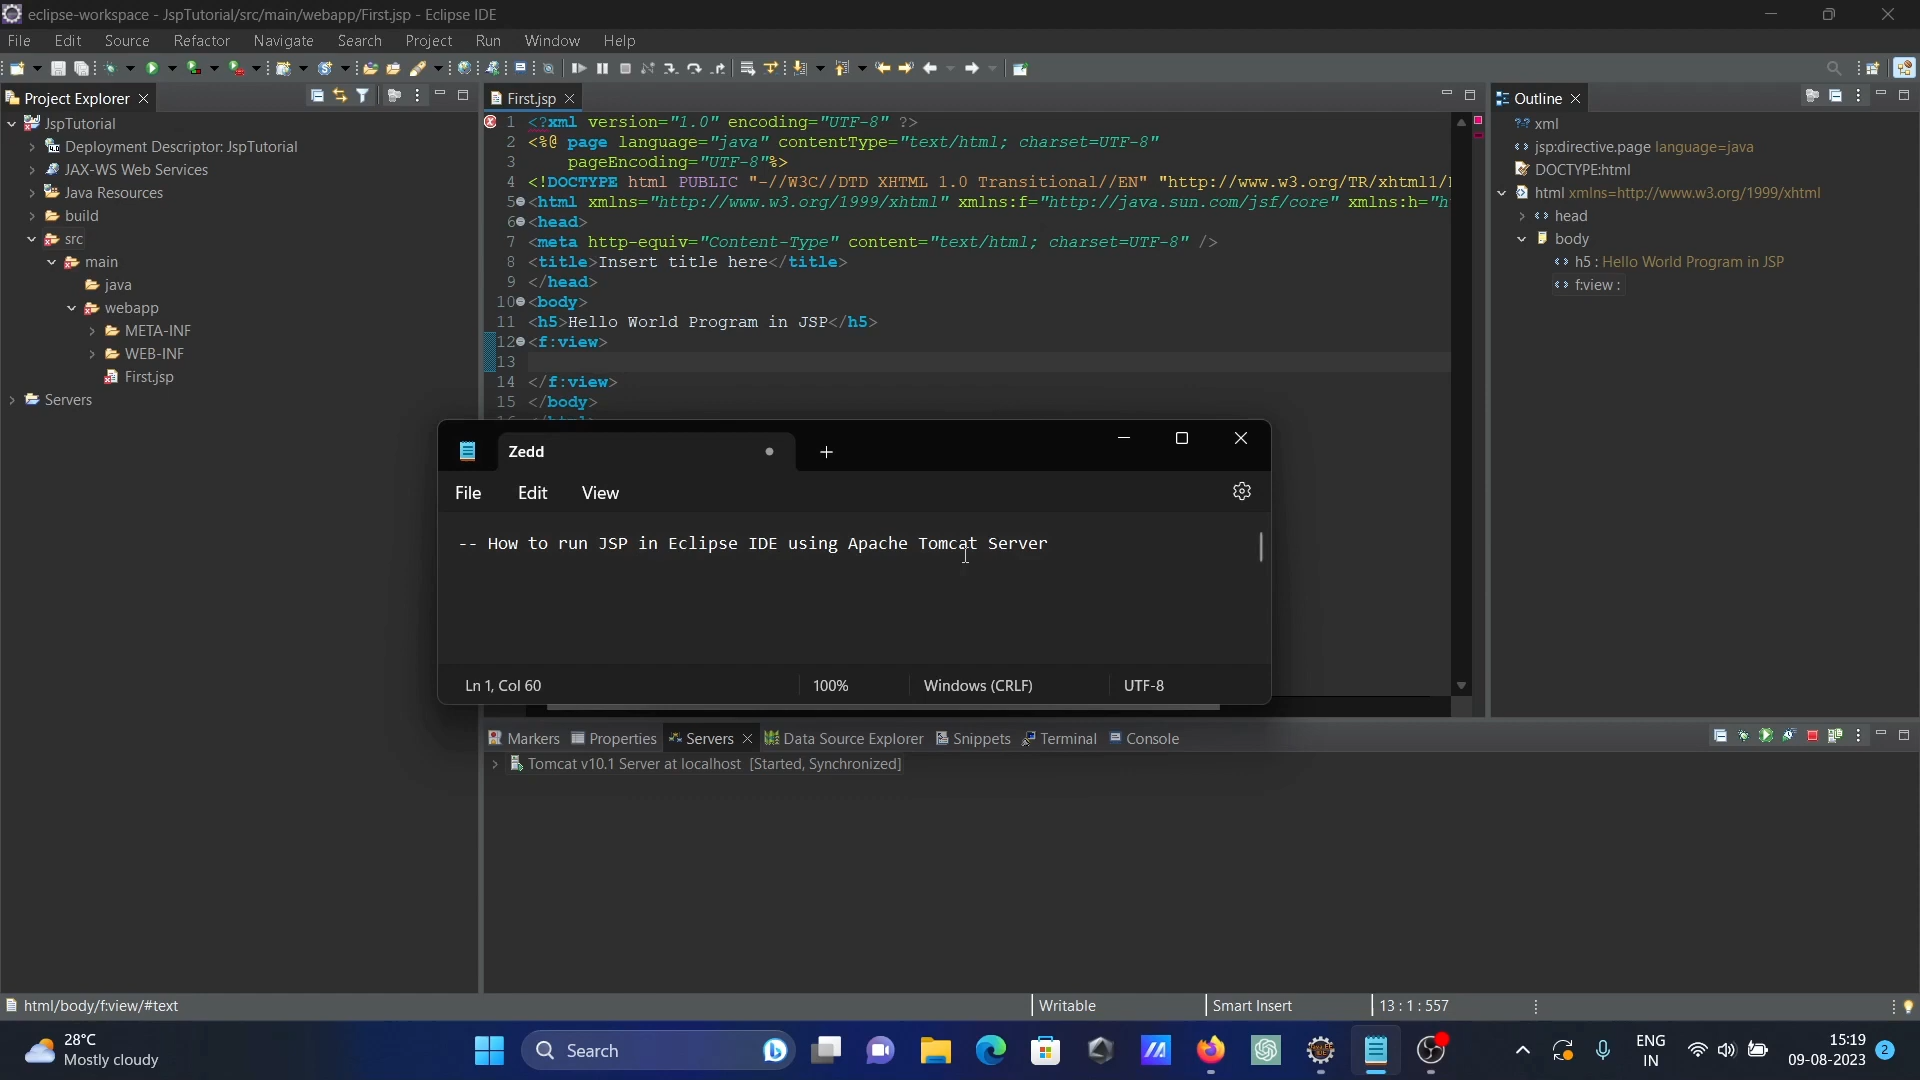 eclipse-workspace - JspTutorial/src/main/webapp/First.jsp - Eclipse IDE
File Edit Source Refactor Navigate Search Project Run Window Help
Project Explorer
JspTutorial
Deployment Descriptor: JspTutorial
JAX-WS Web Services
Java Resources
build
src
main
java
webapp
META-INF
WEB-INF
First.jsp
Servers
First.jsp
1 <?xml version="1.0" encoding="UTF-8" ?>
2 <%@ page language="java" contentType="text/html; charset=UTF-8"
3 pageEncoding="UTF-8"%>
4 <!DOCTYPE html PUBLIC "-//W3C//DTD XHTML 1.0 Transitional//EN" "http://www.w3.org/TR/xhtml1/
5 <html xmlns="http://www.w3.org/1999/xhtml" xmlns:f="http://java.sun.com/jsf/core" xmlns:h="h
6 <head>
7 <meta http-equiv="Content-Type" content="text/html; charset=UTF-8" />
8 <title>Insert title here</title>
9 </head>
10 <body>
11 <h5>Hello World Program in JSP</h5>
12 <f:view>
13
14 </f:view>
15 </body>
Outline
xml
jsp:directive.page language=java
DOCTYPE:html
html xmlns=http://www.w3.org/1999/xhtml
head
body
h5 : Hello World Program in JSP
f:view :
Zedd
File Edit View
-- How to run JSP in Eclipse IDE using Apache Tomcat Server
Ln 1, Col 60 100% Windows (CRLF) UTF-8
Markers Properties Servers Data Source Explorer Snippets Terminal Console
Tomcat v10.1 Server at localhost [Started, Synchronized]
html/body/f:view/#text Writable Smart Insert 13 : 1 : 557
28°C
Mostly cloudy
Search
ENG
IN
15:19
09-08-2023
2